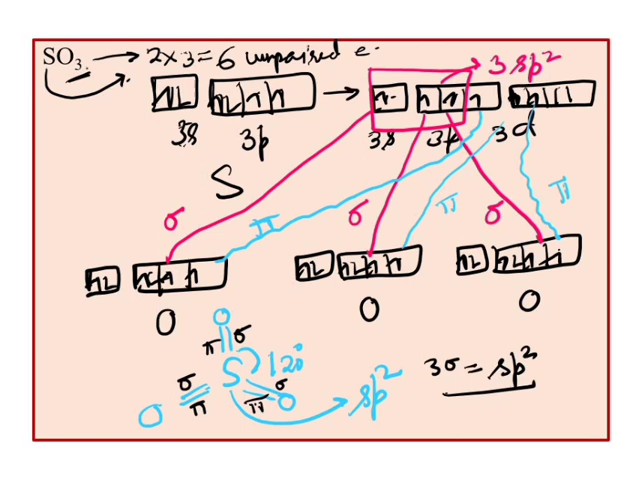 SO3. → 2×3=6 unpaired e-
→ 3sp²
3s 3p → 3s 3p 3d
S
σ π σ π σ π
O O O
O
π σ
S 120°
σ π O π σ O → sp²
3σ = sp²